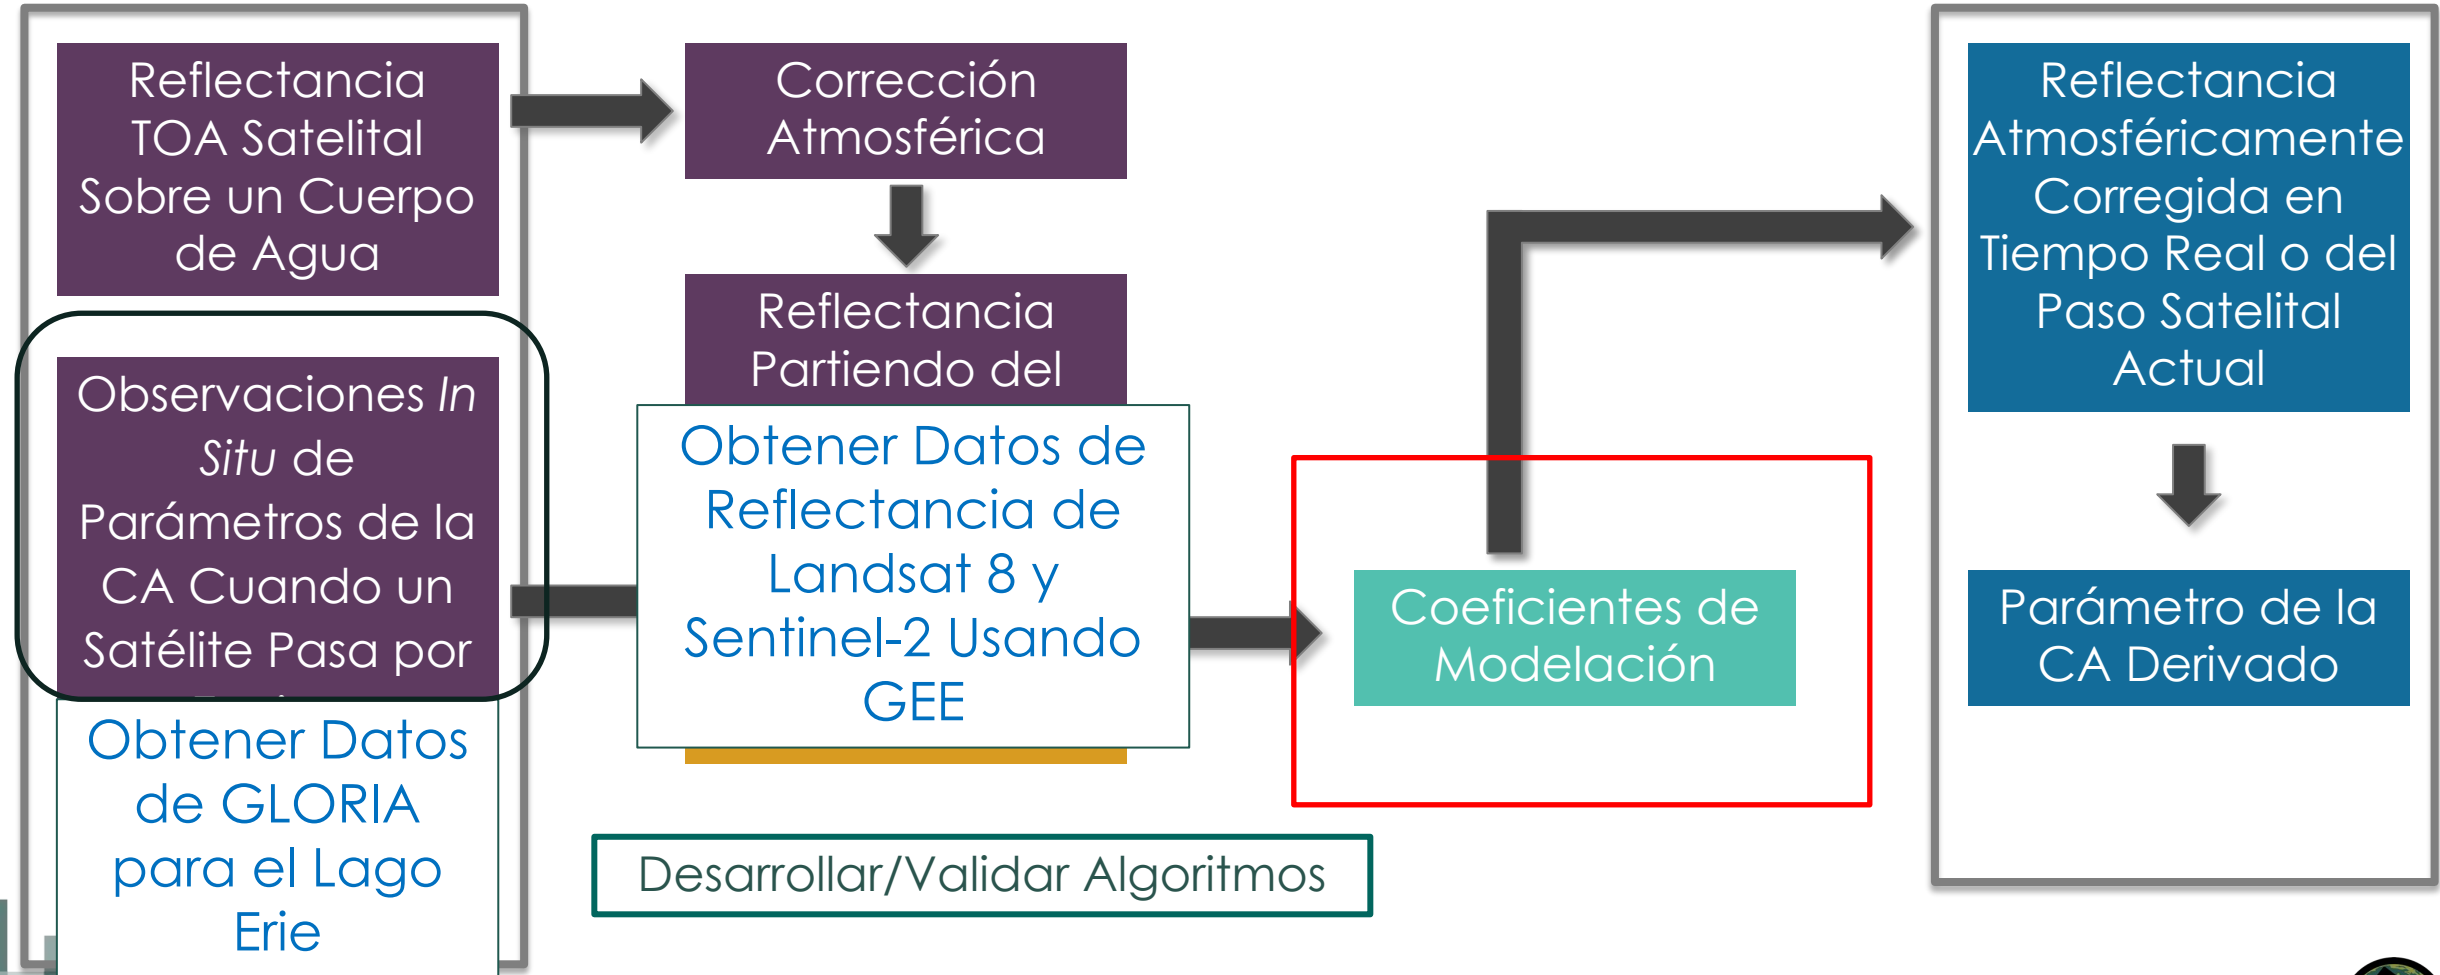 Reflectancia
TOA Satelital
Sobre un Cuerpo
de Agua
Observaciones In
Situ de
Parámetros de la
CA Cuando un
Satélite Pasa por
Obtener Datos
de GLORIA
para el Lago
Erie
Corrección
Atmosférica
Reflectancia
Partiendo del
Obtener Datos de
Reflectancia de
Landsat 8 y
Sentinel-2 Usando
GEE
Desarrollar/Validar Algoritmos
Coeficientes de
Modelación
Reflectancia
Atmosféricamente
Corregida en
Tiempo Real o del
Paso Satelital
Actual
Parámetro de la
CA Derivado